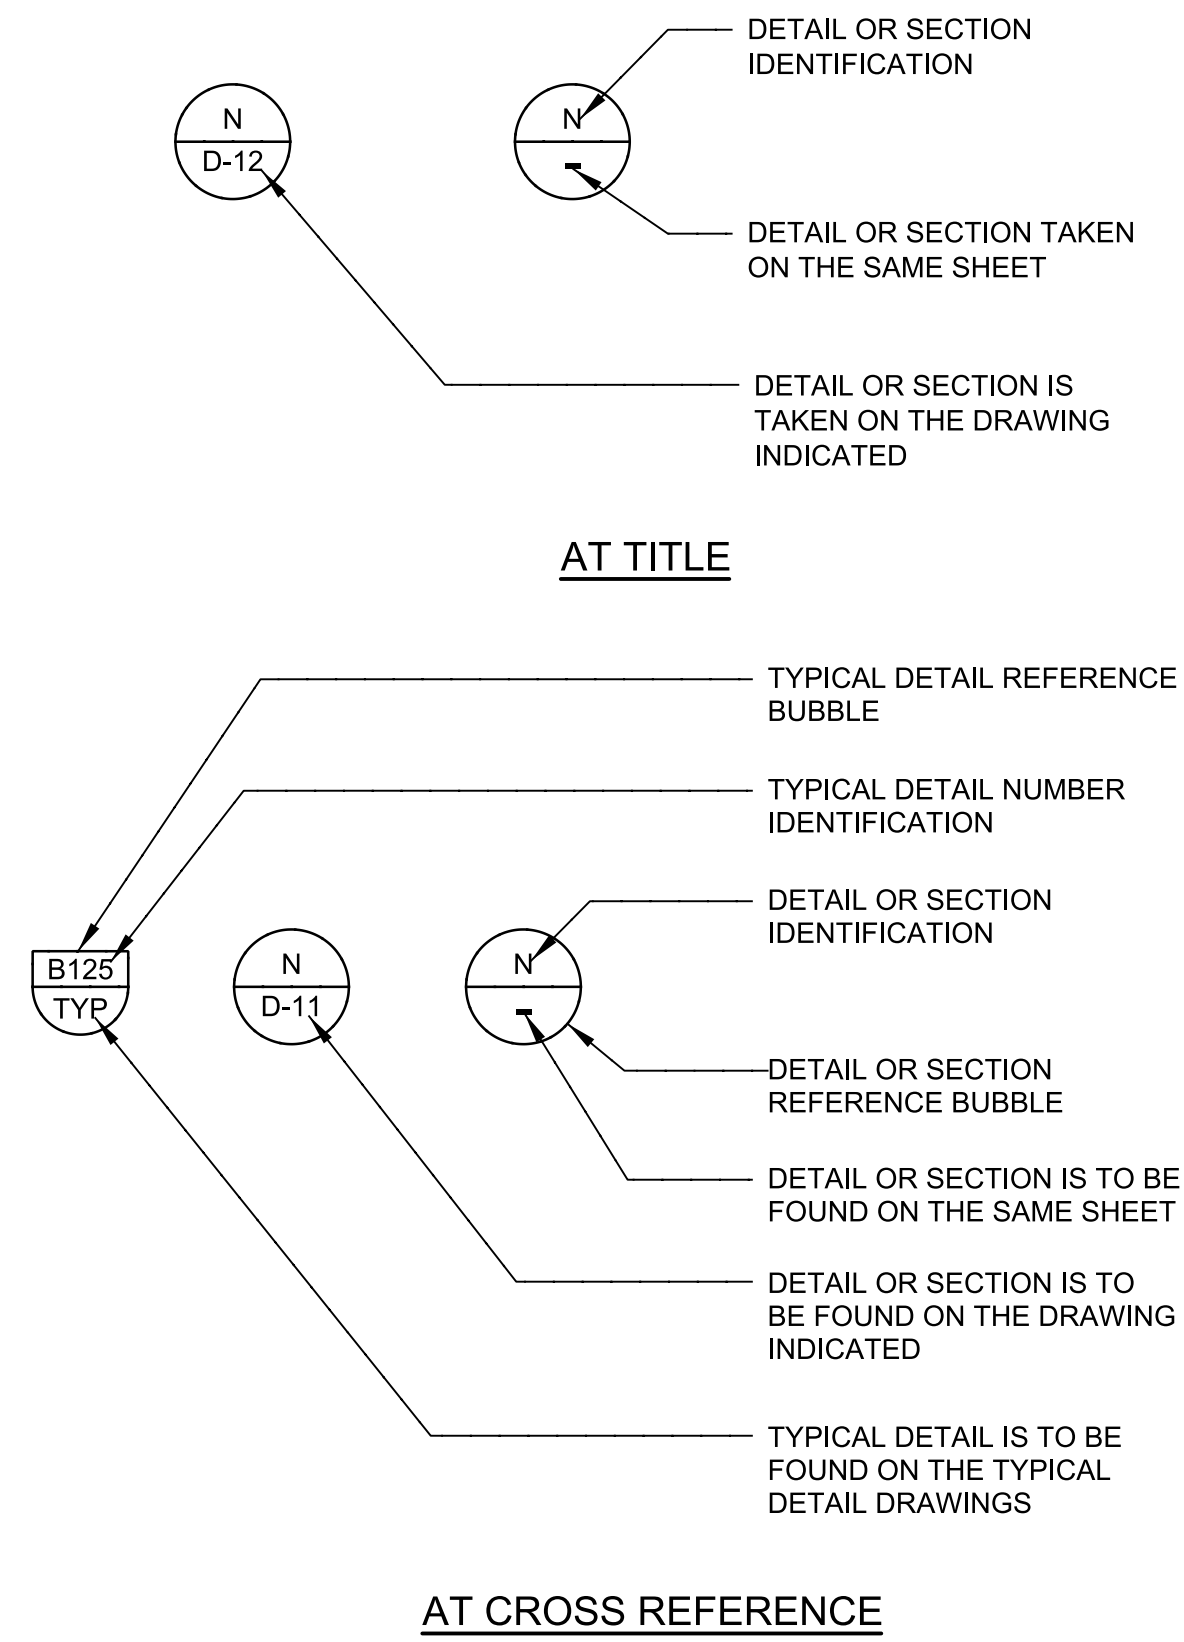 DETAIL OR SECTION
IDENTIFICATION
N
D-12
N
-
DETAIL OR SECTION TAKEN
ON THE SAME SHEET
DETAIL OR SECTION IS
TAKEN ON THE DRAWING
INDICATED
AT TITLE
TYPICAL DETAIL REFERENCE
BUBBLE
TYPICAL DETAIL NUMBER
IDENTIFICATION
DETAIL OR SECTION
IDENTIFICATION
B125
TYP
N
D-11
N
-
DETAIL OR SECTION
REFERENCE BUBBLE
DETAIL OR SECTION IS TO BE
FOUND ON THE SAME SHEET
DETAIL OR SECTION IS TO
BE FOUND ON THE DRAWING
INDICATED
TYPICAL DETAIL IS TO BE
FOUND ON THE TYPICAL
DETAIL DRAWINGS
AT CROSS REFERENCE